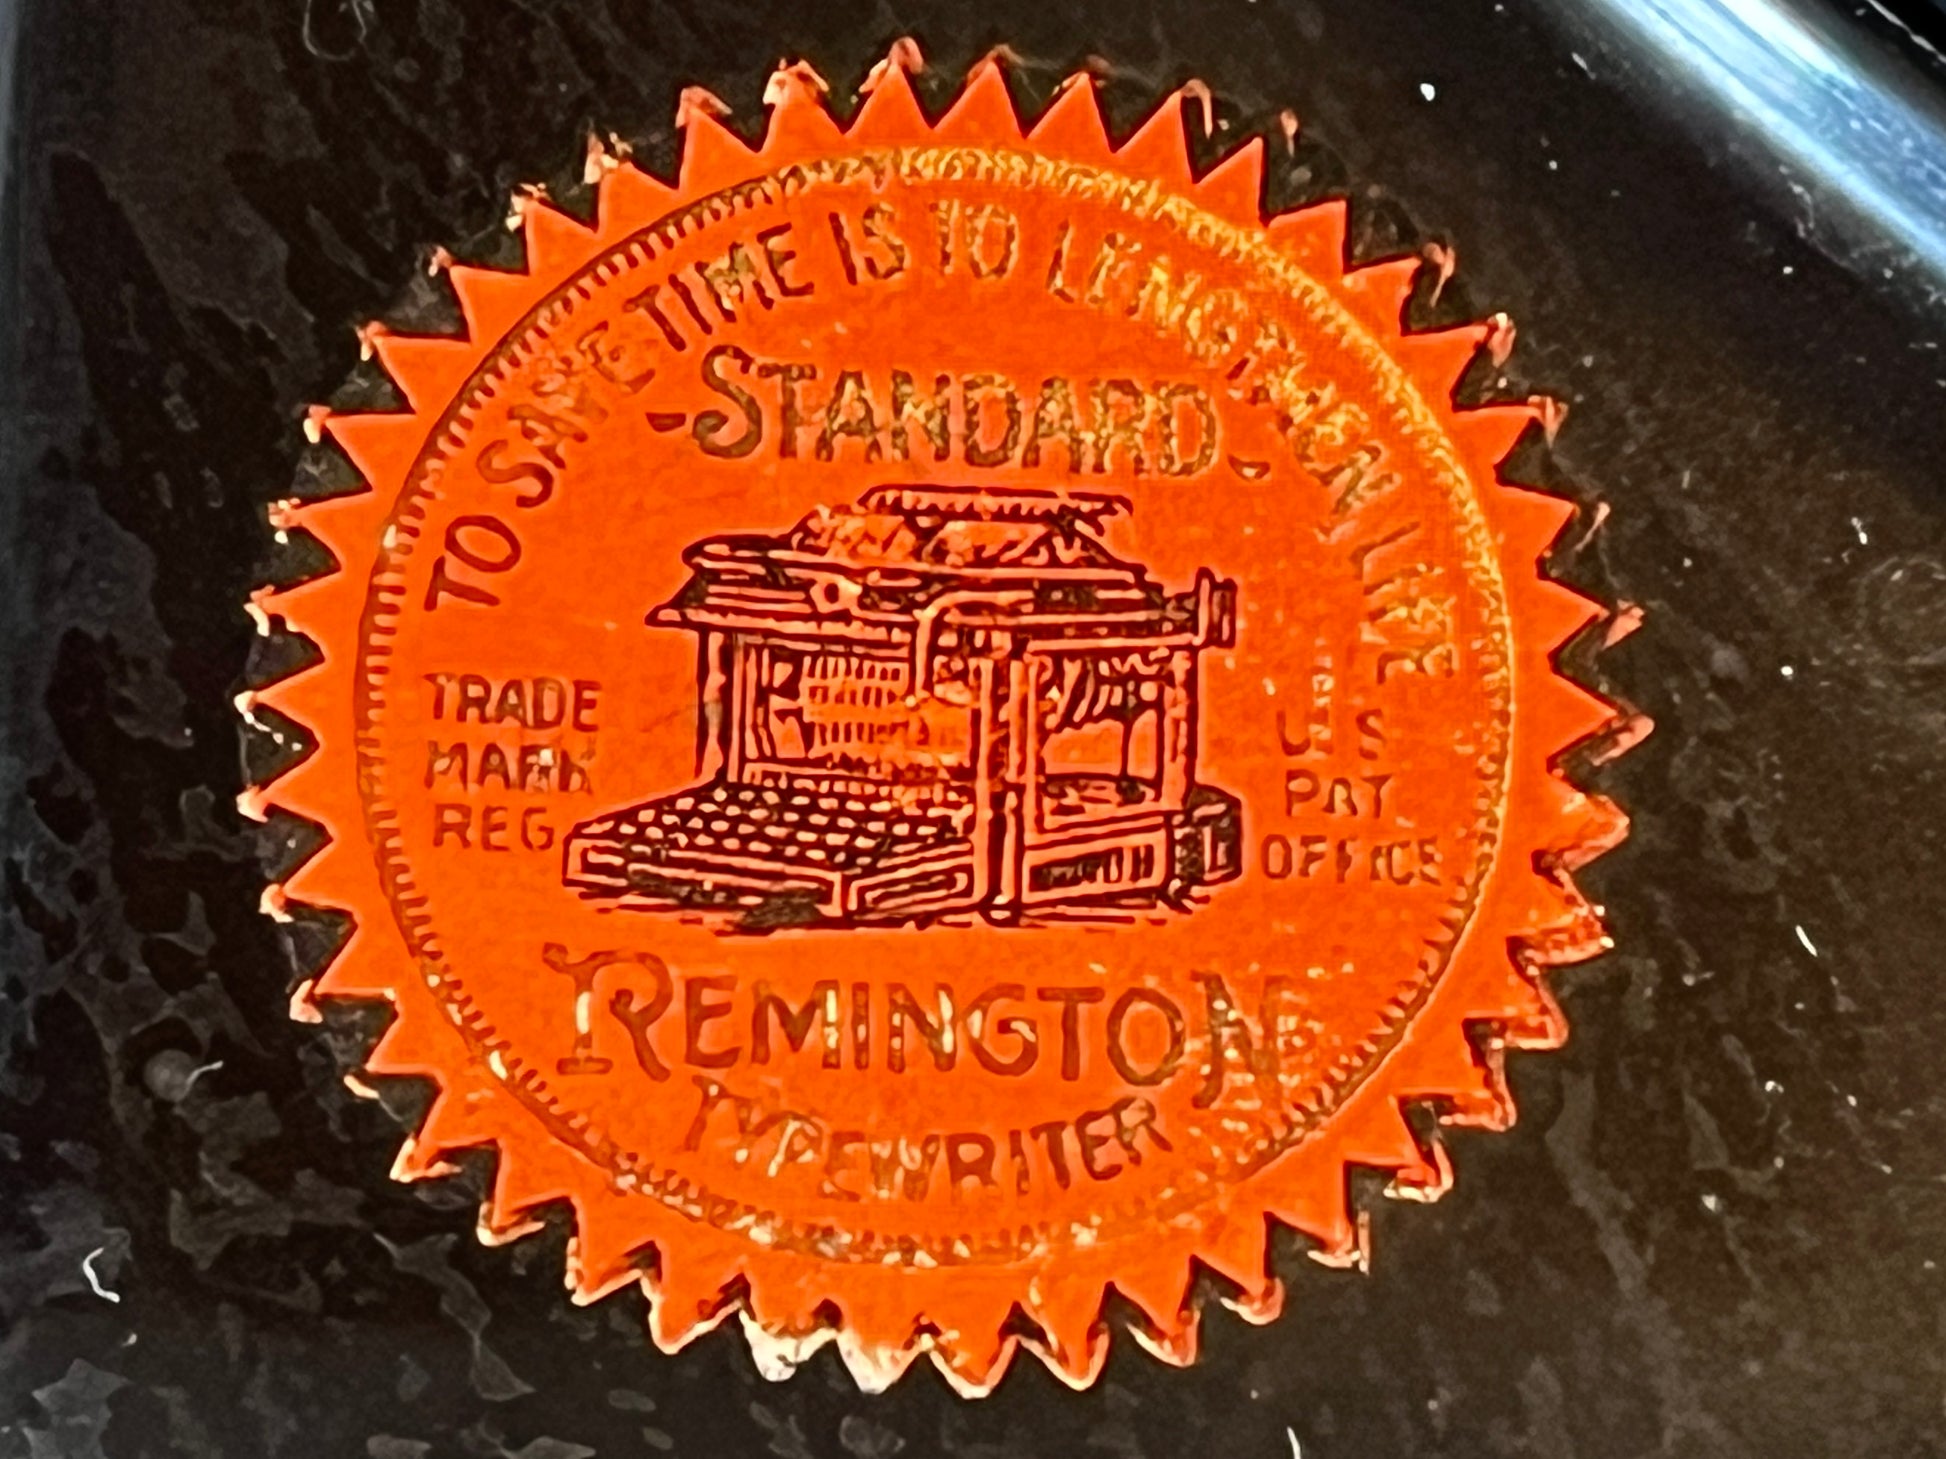 TO SAVE TIME IS TO LENGTHEN LIFE
-STANDARD-
TRADE
MARK
REG
U.S
PAT
OFFICE
REMINGTON
TYPEWRITER